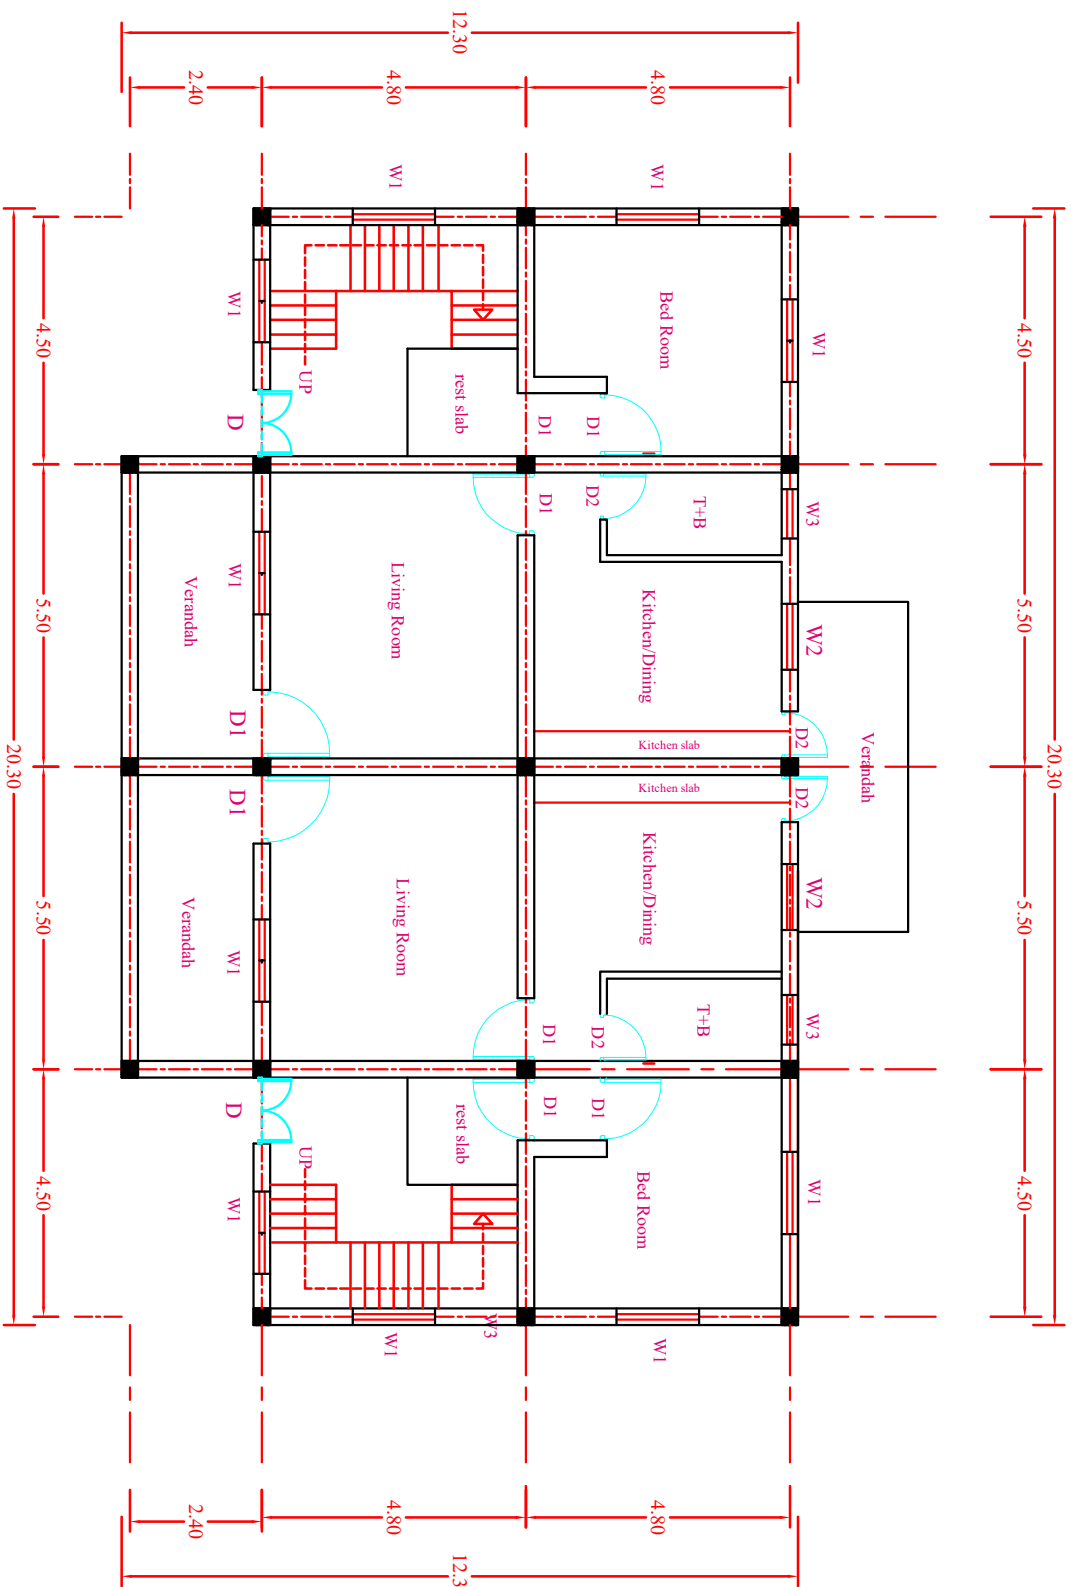 20.30
4.50
5.50
5.50
4.50
Verandah
W1
W3
W2
D2
D2
W2
W3
W1
4.80
W1
Bed Room
T+B
Kitchen/Dining
Kitchen slab
Kitchen slab
Kitchen/Dining
T+B
Bed Room
W1
4.80
D1
D2
D2
D1
D1
D1
D1
D1
12.30
rest slab
rest slab
W3
12.3
4.80
W1
Living Room
Living Room
W1
4.80
UP
UP
W1
D
W1
D1
D1
W1
D
W1
2.40
Verandah
Verandah
2.40
4.50
5.50
5.50
4.50
20.30